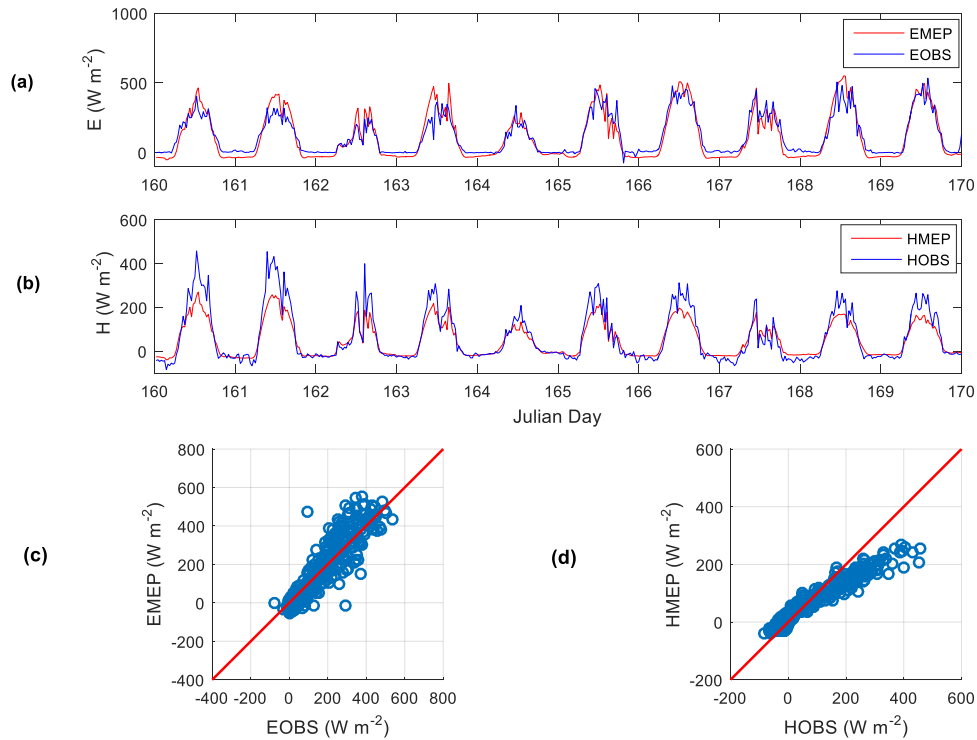 (a)
E (W m-2)
1000
500
0
EMEP
EOBS
160 161 162 163 164 165 166 167 168 169 170
(b)
H (W m-2)
600
400
200
0
HMEP
HOBS
160 161 162 163 164 165 166 167 168 169 170
Julian Day
(c)
EMEP (W m-2)
800
600
400
200
0
-200
-400
-400 -200 0 200 400 600 800
EOBS (W m-2)
(d)
HMEP (W m-2)
600
400
200
0
-200
-200 0 200 400 600
HOBS (W m-2)